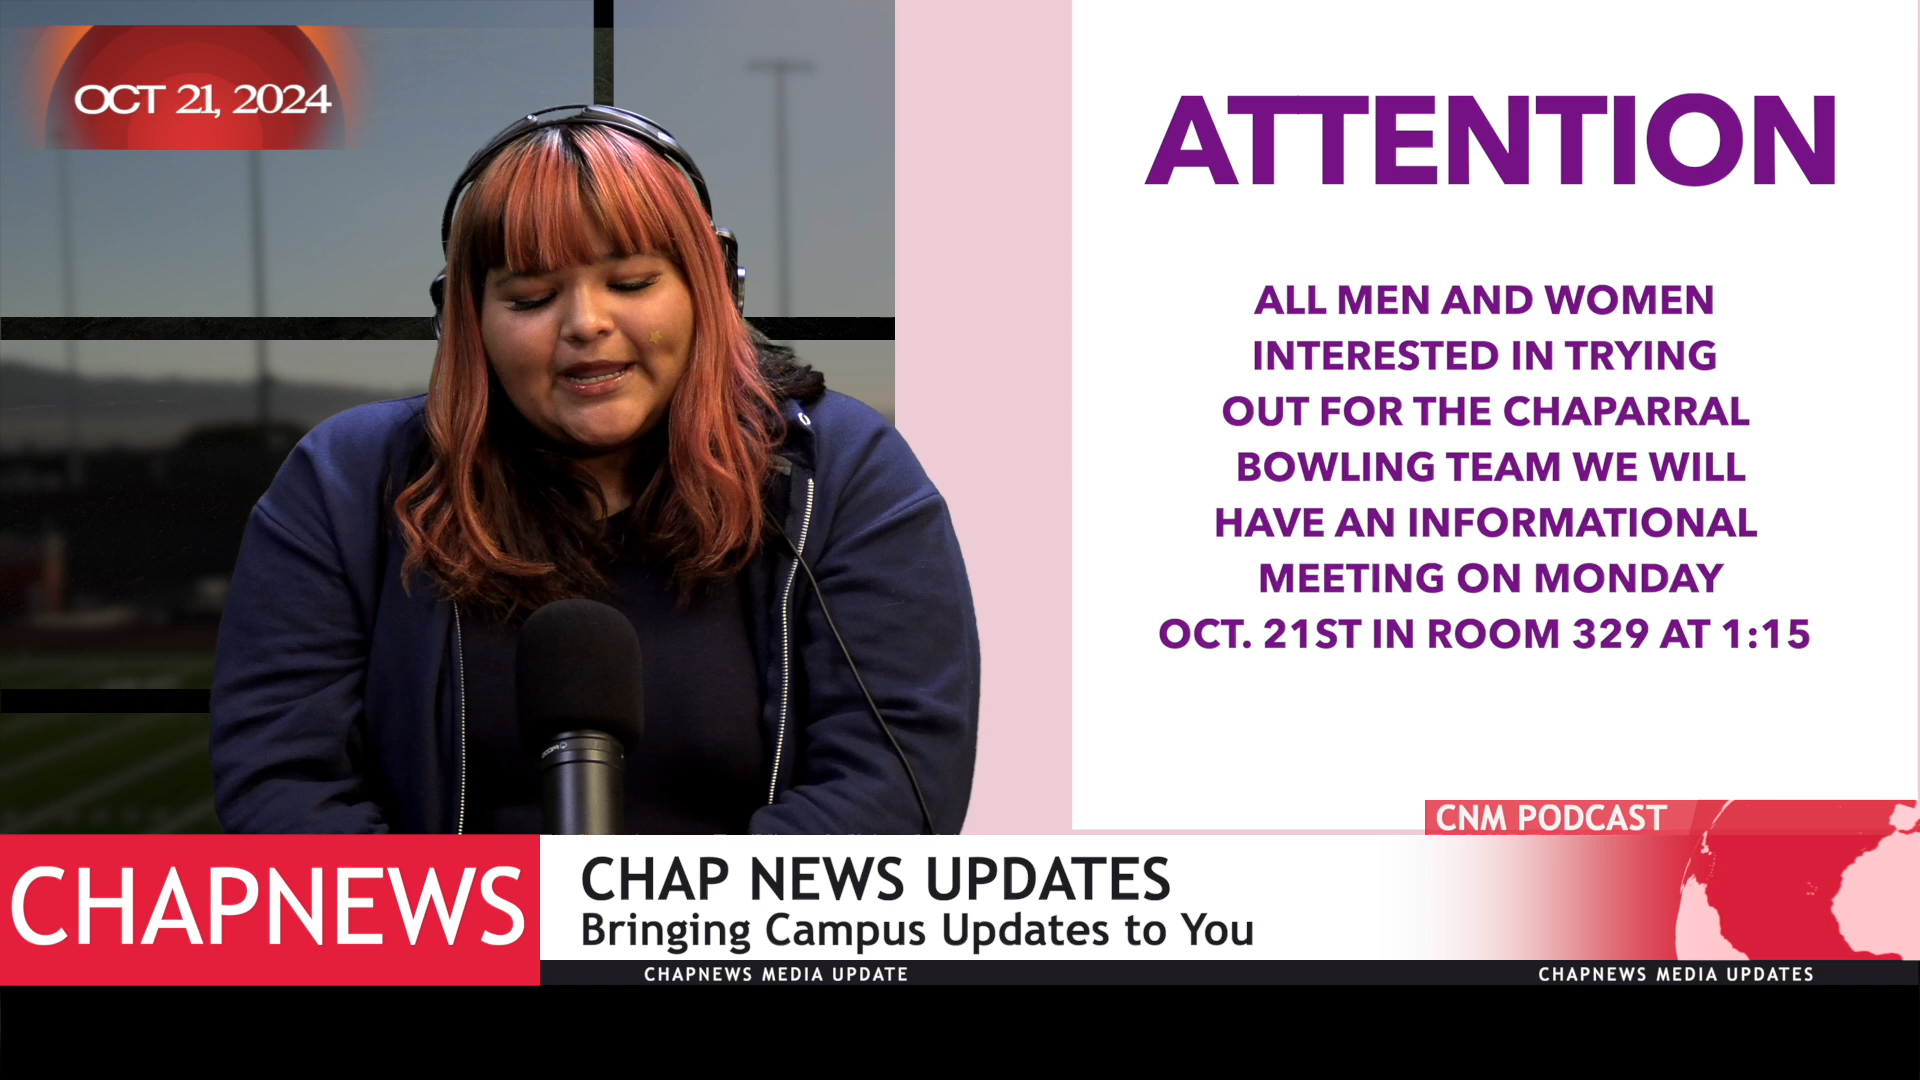 OCT 21, 2024
ATTENTION
ALL MEN AND WOMEN
INTERESTED IN TRYING
OUT FOR THE CHAPARRAL
BOWLING TEAM WE WILL
HAVE AN INFORMATIONAL
MEETING ON MONDAY
OCT. 21ST IN ROOM 329 AT 1:15
CNM PODCAST
CHAPNEWS
CHAP NEWS UPDATES
Bringing Campus Updates to You
CHAPNEWS MEDIA UPDATE
CHAPNEWS MEDIA UPDATES